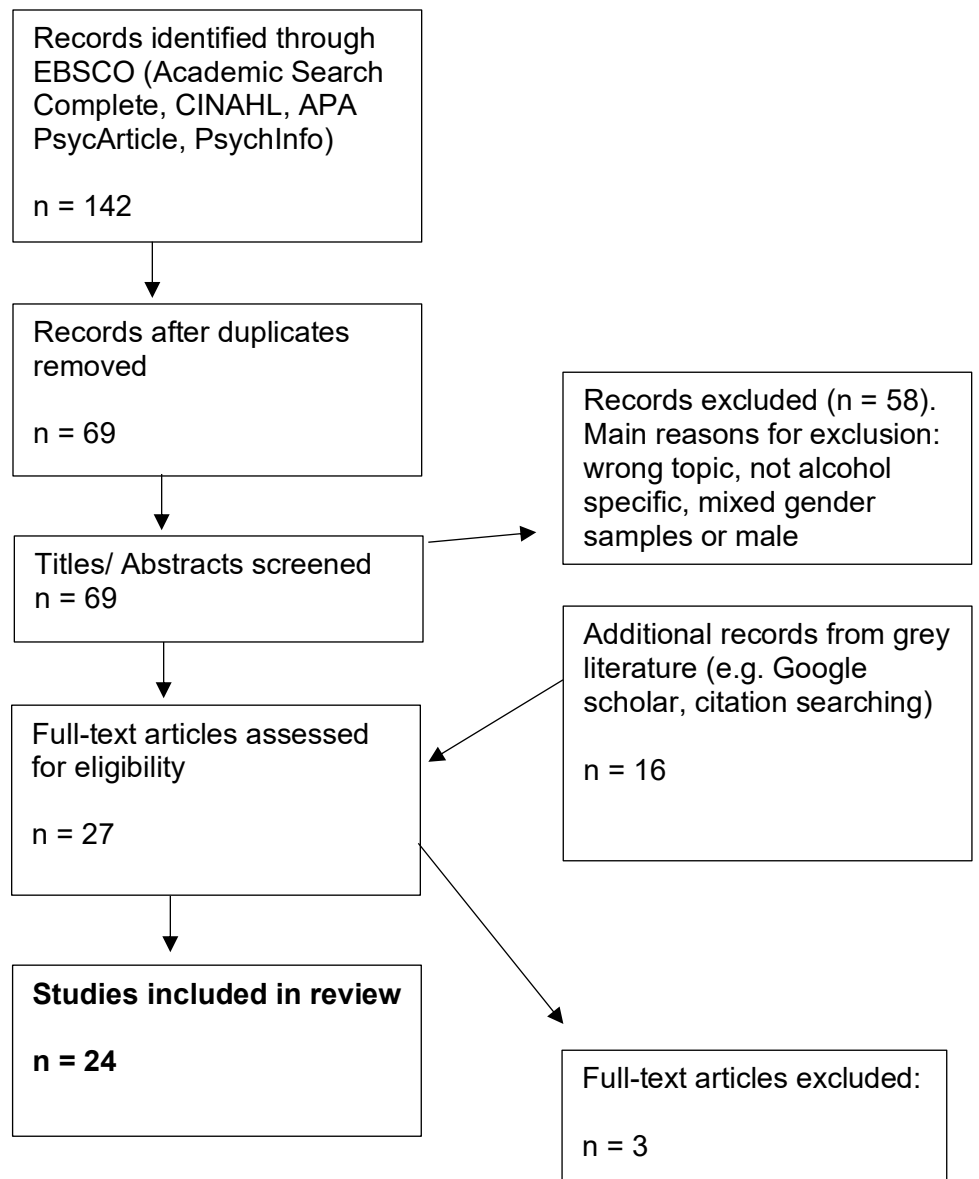 Records identified through
EBSCO (Academic Search
Complete, CINAHL, APA
PsycArticle, PsychInfo)
n = 142
Records after duplicates
removed
n = 69
Records excluded (n = 58).
Main reasons for exclusion:
wrong topic, not alcohol
specific, mixed gender
samples or male
Titles/ Abstracts screened
n = 69
Additional records from grey
literature (e.g. Google
scholar, citation searching)
n = 16
Full-text articles assessed
for eligibility
n = 27
Studies included in review
n = 24
Full-text articles excluded:
n = 3